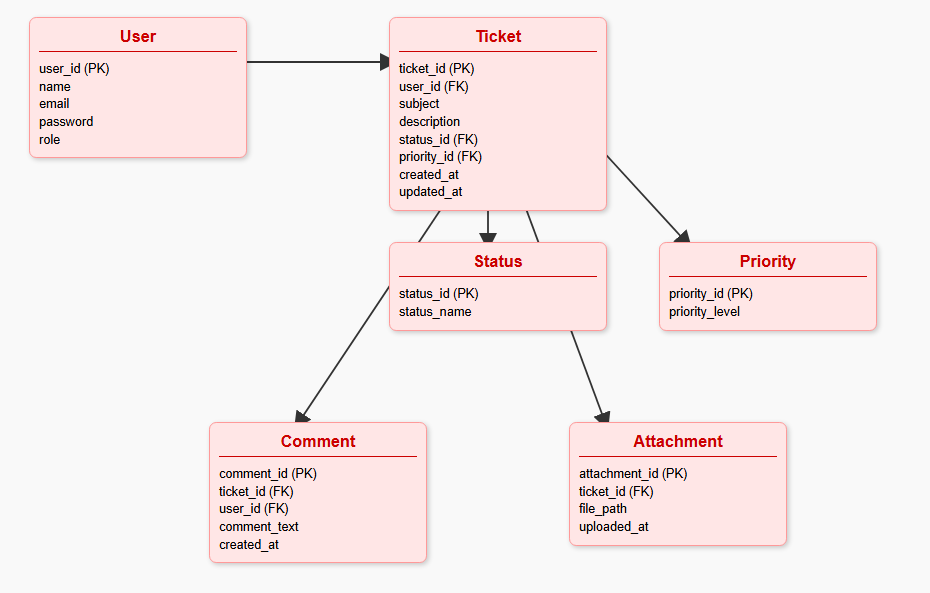 User
user_id (PK)
name
email
password
role
Ticket
ticket_id (PK)
user_id (FK)
subject
description
status_id (FK)
priority_id (FK)
created_at
updated_at
Status
status_id (PK)
status_name
Priority
priority_id (PK)
priority_level
Comment
comment_id (PK)
ticket_id (FK)
user_id (FK)
comment_text
created_at
Attachment
attachment_id (PK)
ticket_id (FK)
file_path
uploaded_at